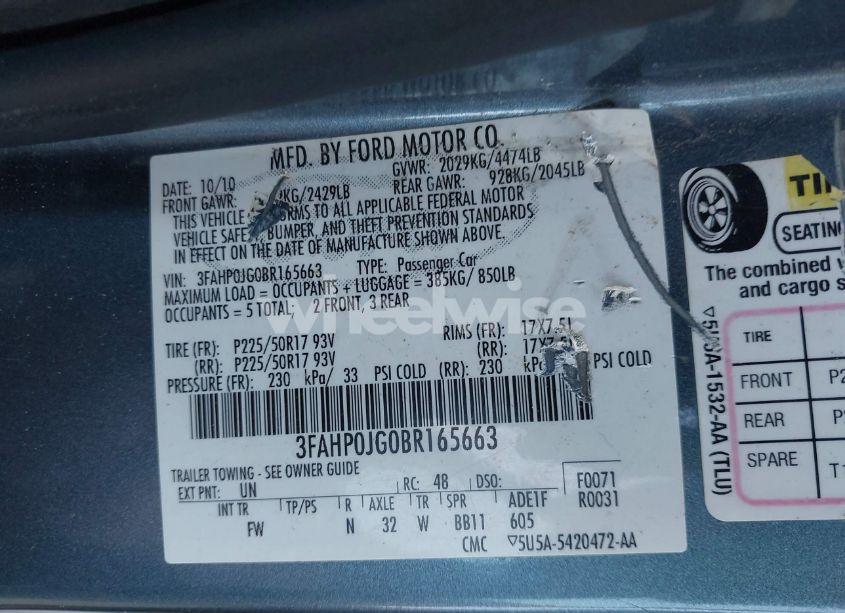 MFD. BY FORD MOTOR CO.
DATE: 10/10
GVWR: 2029KG/4474LB
FRONT GAWR: KG/2429LB
REAR GAWR: 928KG/2045LB
THIS VEHICLE TO ALL APPLICABLE FEDERAL MOTOR
VEHICLE BUMPER, AND THEFT PREVENTION STANDARDS
IN EFFECT ON THE DATE OF MANUFACTURE SHOWN ABOVE.
VIN: 3FAHP0JG0BR165663 TYPE: Passenger Car
MAXIMUM LOAD = OCCUPANTS + LUGGAGE = 385KG/ 850LB
OCCUPANTS = 5 TOTAL; 2 FRONT, 3 REAR
wheelwise
TIRE (FR): P225/50R17 93V RIMS (FR): 17X7.5J
(RR): P225/50R17 93V (RR):
PRESSURE (FR): 230 kPa/ 33 PSI COLD (RR): 230 PSI COLD
3FAHP0JG0BR165663
TRAILER TOWING - SEE OWNER GUIDE
EXT PNT: UN RC: 48 DSO: F0071
R0031
INT TR TP/PS R AXLE TR SPR ADE1F
FW N 32 W BB11 605
CMC ▽5U5A-5420472-AA
SEATING
The combined
and cargo
TIRE
FRONT
REAR
SPARE
▽5U5A-1532-AA (TLU)